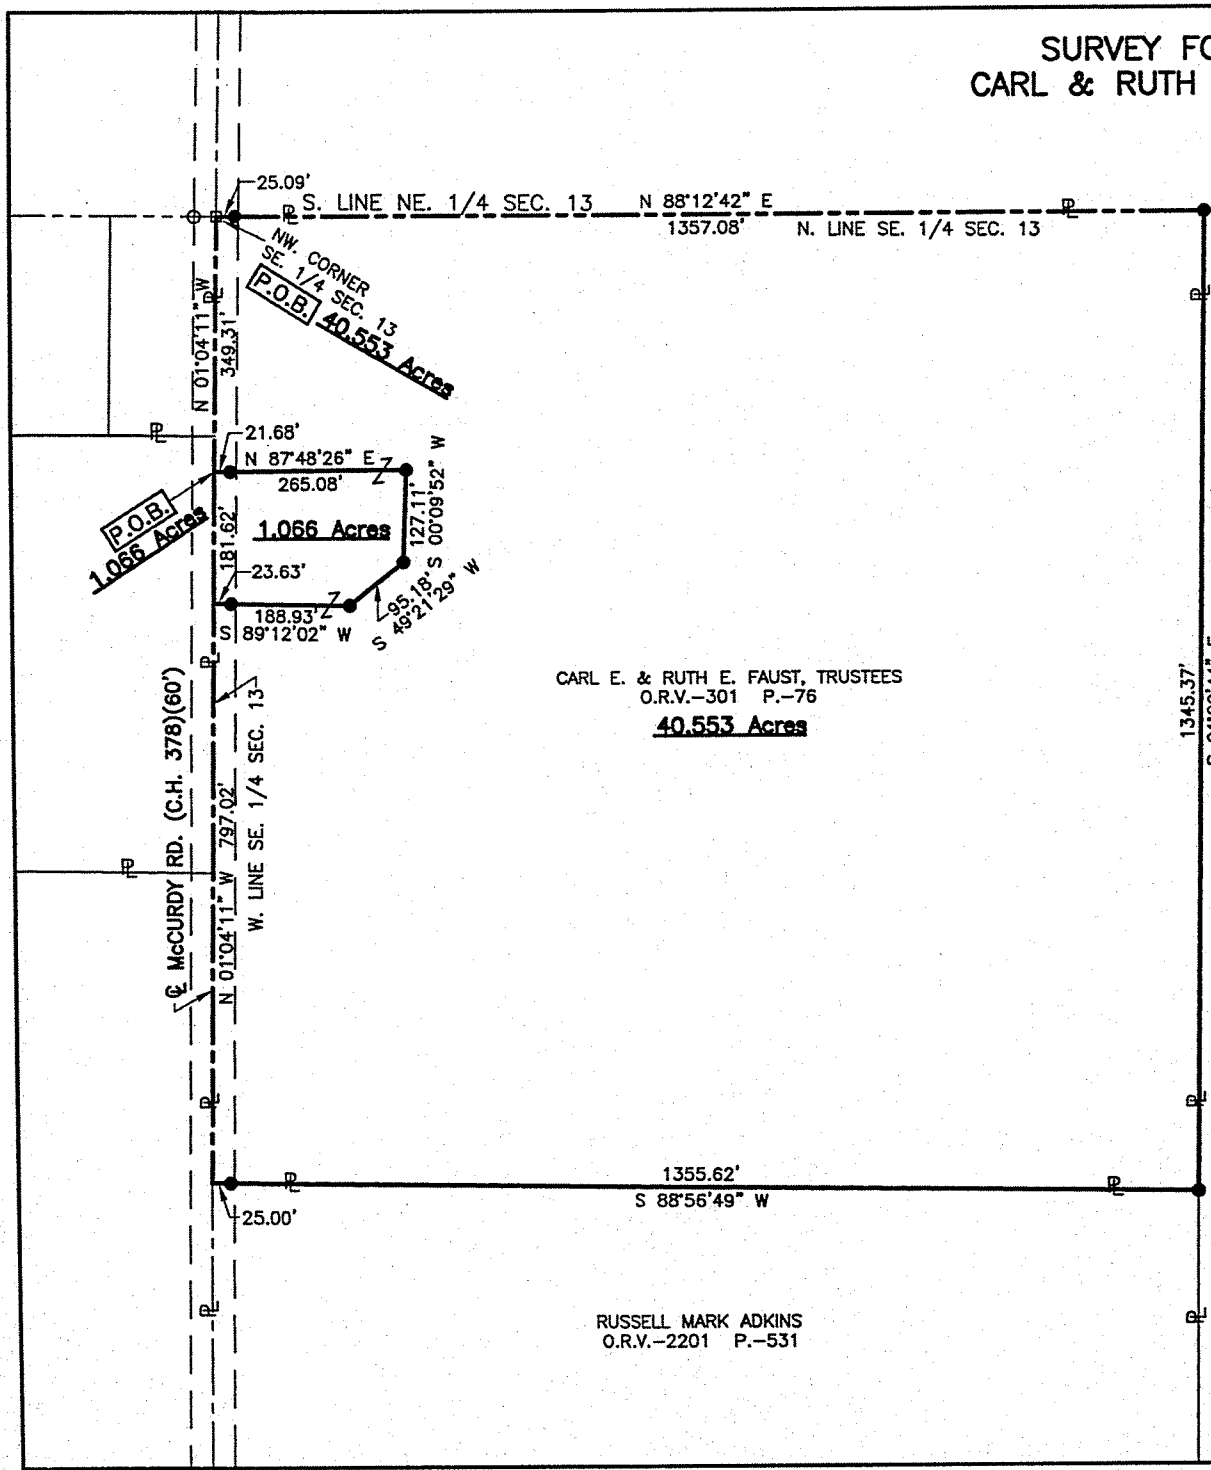 SURVEY FO
CARL & RUTH
25.09'
S. LINE NE. 1/4 SEC. 13
N 88°12'42" E
1357.08'
N. LINE SE. 1/4 SEC. 13
NW. CORNER
SE. 1/4 SEC. 13
P.O.B. 40.553 Acres
N 01°04'11" W
349.31'
21.68'
N 87°48'26" E
265.08'
127.11'
S 00°09'52" W
P.O.B.
1.066 Acres
181.62'
1.066 Acres
23.63'
188.93'
S 89°12'02" W
95.18'
S 49°21'29" W
CARL E. & RUTH E. FAUST, TRUSTEES
O.R.V.-301 P.-76
40.553 Acres
1345.37'
℄ McCURDY RD. (C.H. 378)(60')
N 01°04'11" W 797.02'
W. LINE SE. 1/4 SEC. 13
1355.62'
S 88°56'49" W
25.00'
RUSSELL MARK ADKINS
O.R.V.-2201 P.-531